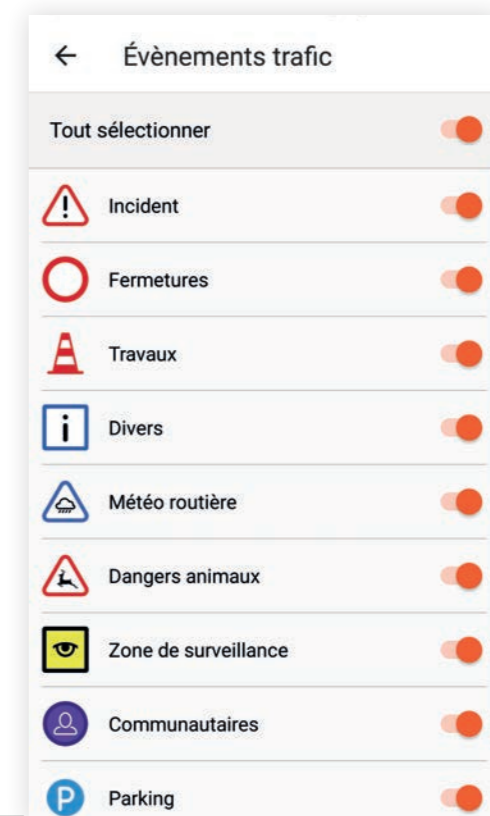 Évènements trafic
Tout sélectionner
Incident
Fermetures
Travaux
Divers
Météo routière
Dangers animaux
Zone de surveillance
Communautaires
P Parking